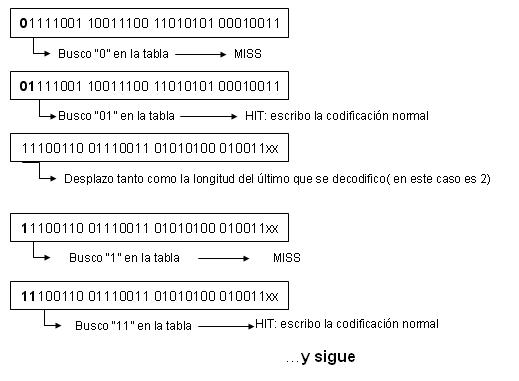 01111001 10011100 11010101 00010011
Busco "0" en la tabla MISS
01111001 10011100 11010101 00010011
Busco "01" en la tabla HIT: escribo la codificación normal
11100110 01110011 01010100 010011xx
Desplazo tanto como la longitud del último que se decodifico( en este caso es 2)
11100110 01110011 01010100 010011xx
Busco "1" en la tabla MISS
11100110 01110011 01010100 010011xx
Busco "11" en la tabla HIT: escribo la codificación normal
...y sigue